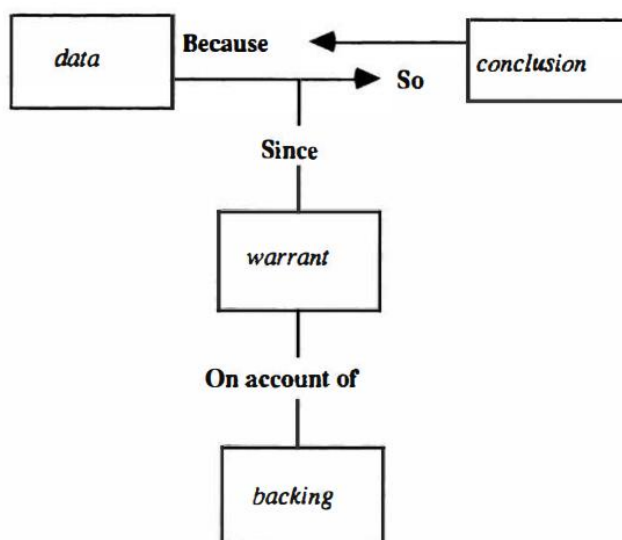 data
Because
conclusion
So
Since
warrant
On account of
backing